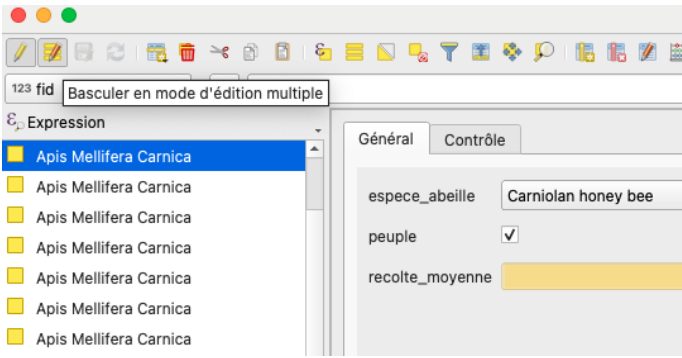 123 fid
Basculer en mode d'édition multiple
Expression
Apis Mellifera Carnica
Apis Mellifera Carnica
Apis Mellifera Carnica
Apis Mellifera Carnica
Apis Mellifera Carnica
Apis Mellifera Carnica
Apis Mellifera Carnica
Général Contrôle
espece_abeille Carniolan honey bee
peuple
recolte_moyenne